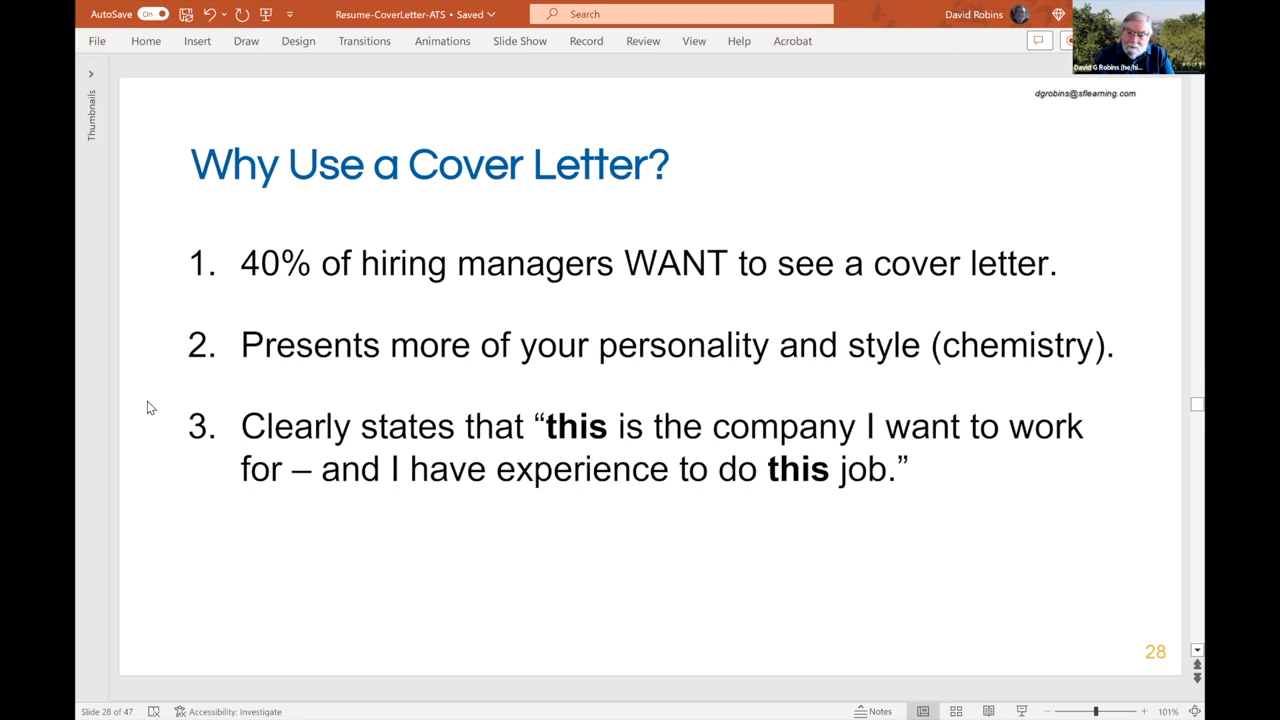 AutoSave On Resume-CoverLetter-ATS • Saved Search David Robins
File Home Insert Draw Design Transitions Animations Slide Show Record Review View Help Acrobat
David G Robins (he/hi...
Thumbnails
dgrobins@sflearning.com
Why Use a Cover Letter?
1. 40% of hiring managers WANT to see a cover letter.
2. Presents more of your personality and style (chemistry).
3. Clearly states that “this is the company I want to work
for – and I have experience to do this job.”
28
Slide 28 of 47 Accessibility: Investigate Notes 101%